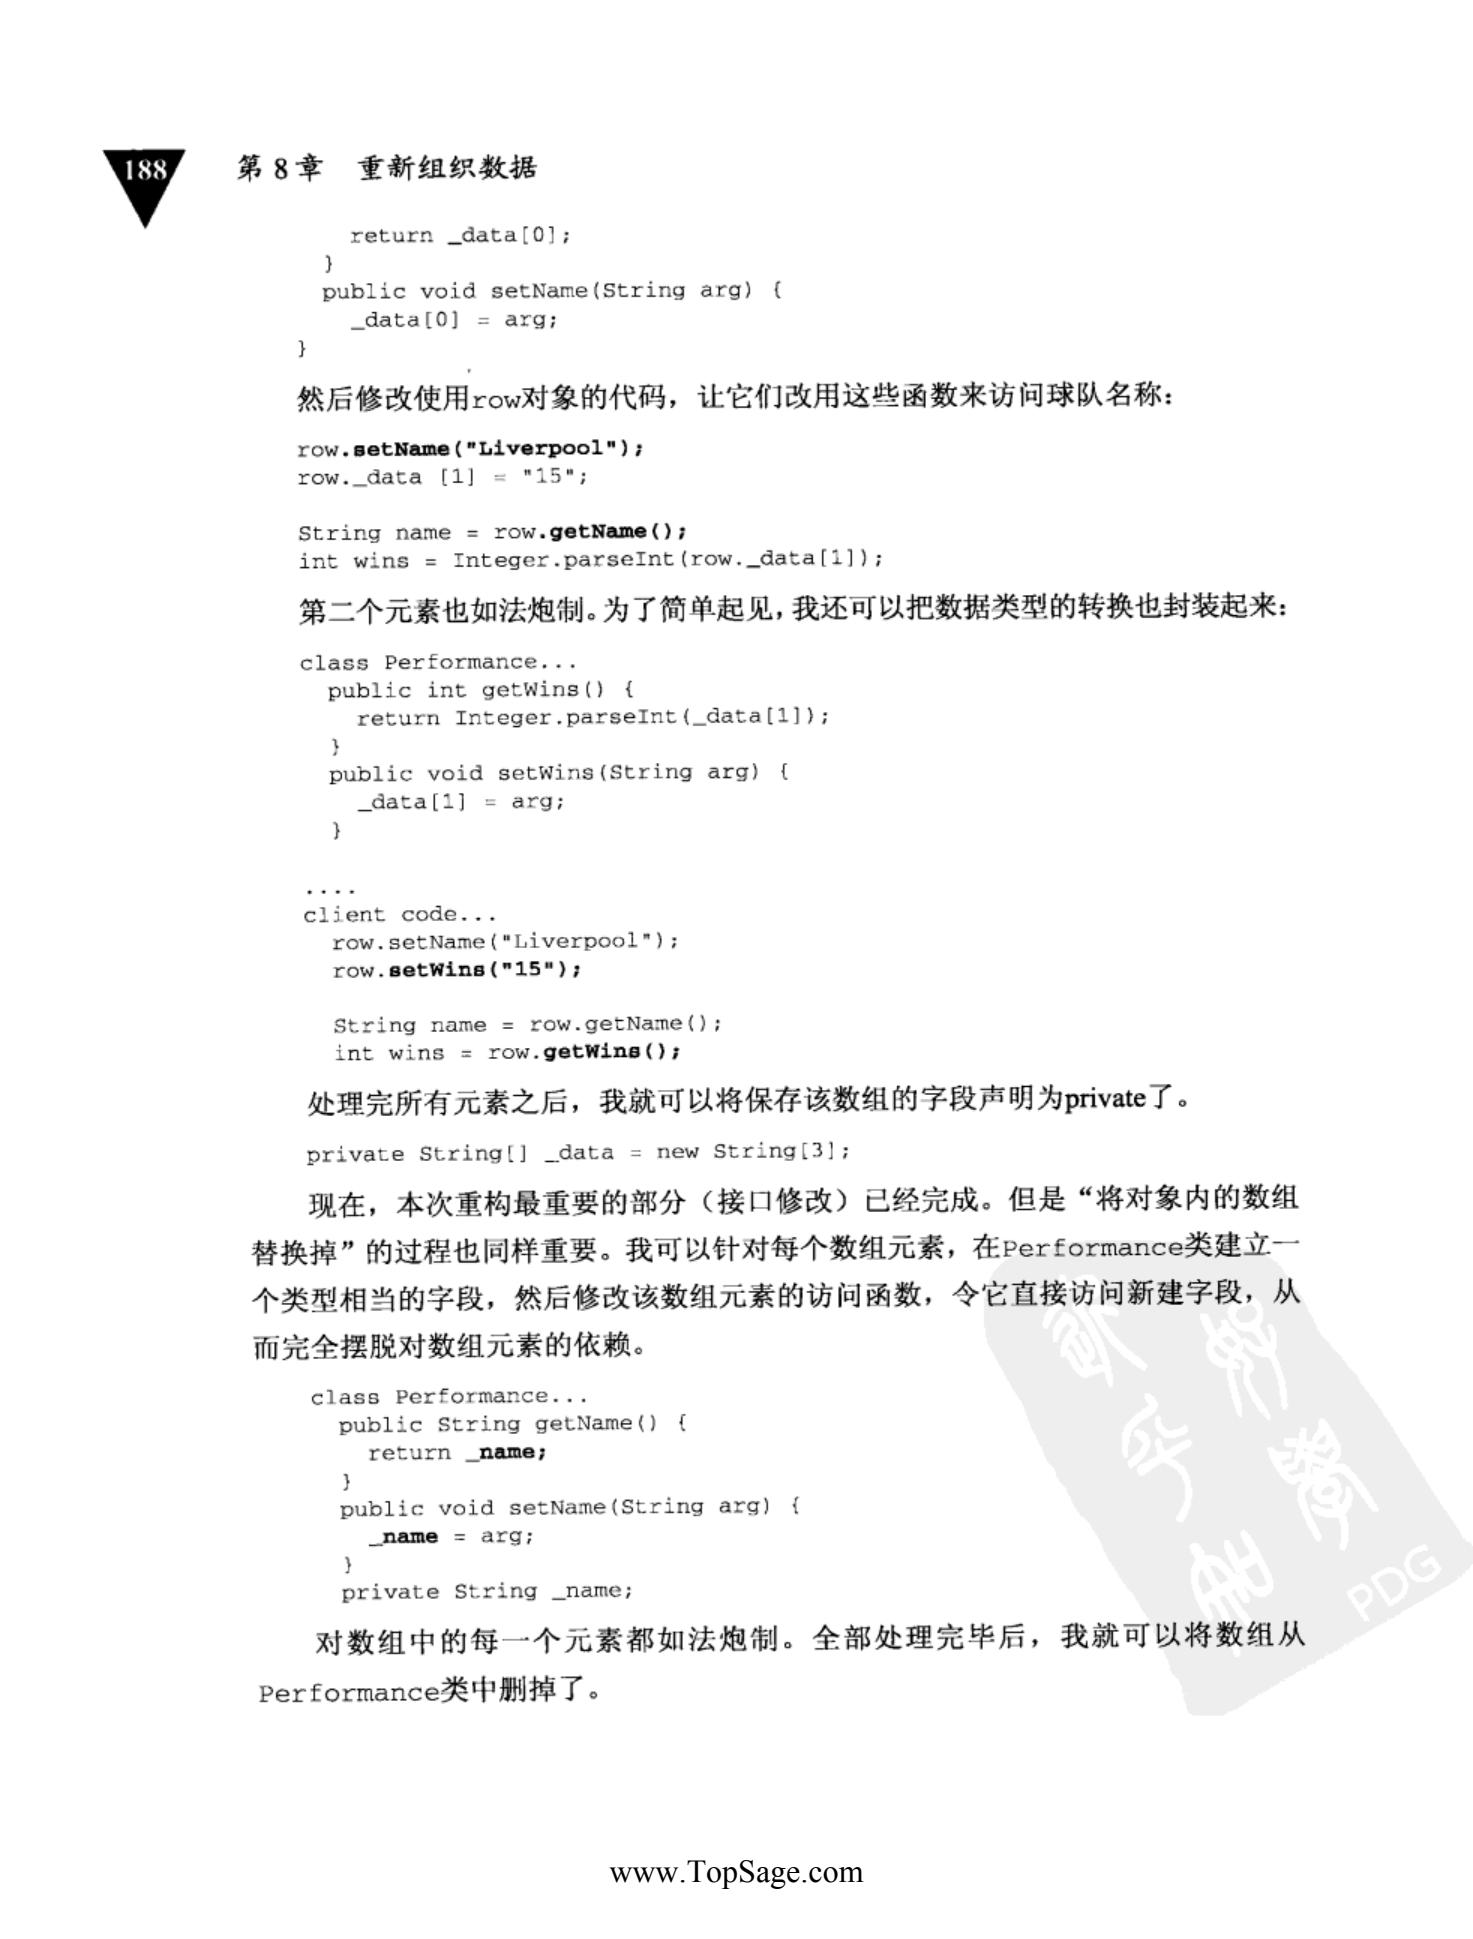 188 第 8 章 重新组织数据
return _data[0];
}
public void setName(String arg) {
_data[0] = arg;
}
然后修改使用row对象的代码，让它们改用这些函数来访问球队名称：
row.setName("Liverpool");
row._data [1] = "15";
String name = row.getName();
int wins = Integer.parseInt(row._data[1]);
第二个元素也如法炮制。为了简单起见，我还可以把数据类型的转换也封装起来：
class Performance...
public int getWins() {
return Integer.parseInt(_data[1]);
}
public void setWins(String arg) {
_data[1] = arg;
}
....
client code...
row.setName("Liverpool");
row.setWins("15");
String name = row.getName();
int wins = row.getWins();
处理完所有元素之后，我就可以将保存该数组的字段声明为private了。
private String[] _data = new String[3];
现在，本次重构最重要的部分（接口修改）已经完成。但是“将对象内的数组
替换掉”的过程也同样重要。我可以针对每个数组元素，在Performance类建立一
个类型相当的字段，然后修改该数组元素的访问函数，令它直接访问新建字段，从
而完全摆脱对数组元素的依赖。
class Performance...
public String getName() {
return _name;
}
public void setName(String arg) {
_name = arg;
}
private String _name;
对数组中的每一个元素都如法炮制。全部处理完毕后，我就可以将数组从
Performance类中删掉了。
PDG
www.TopSage.com